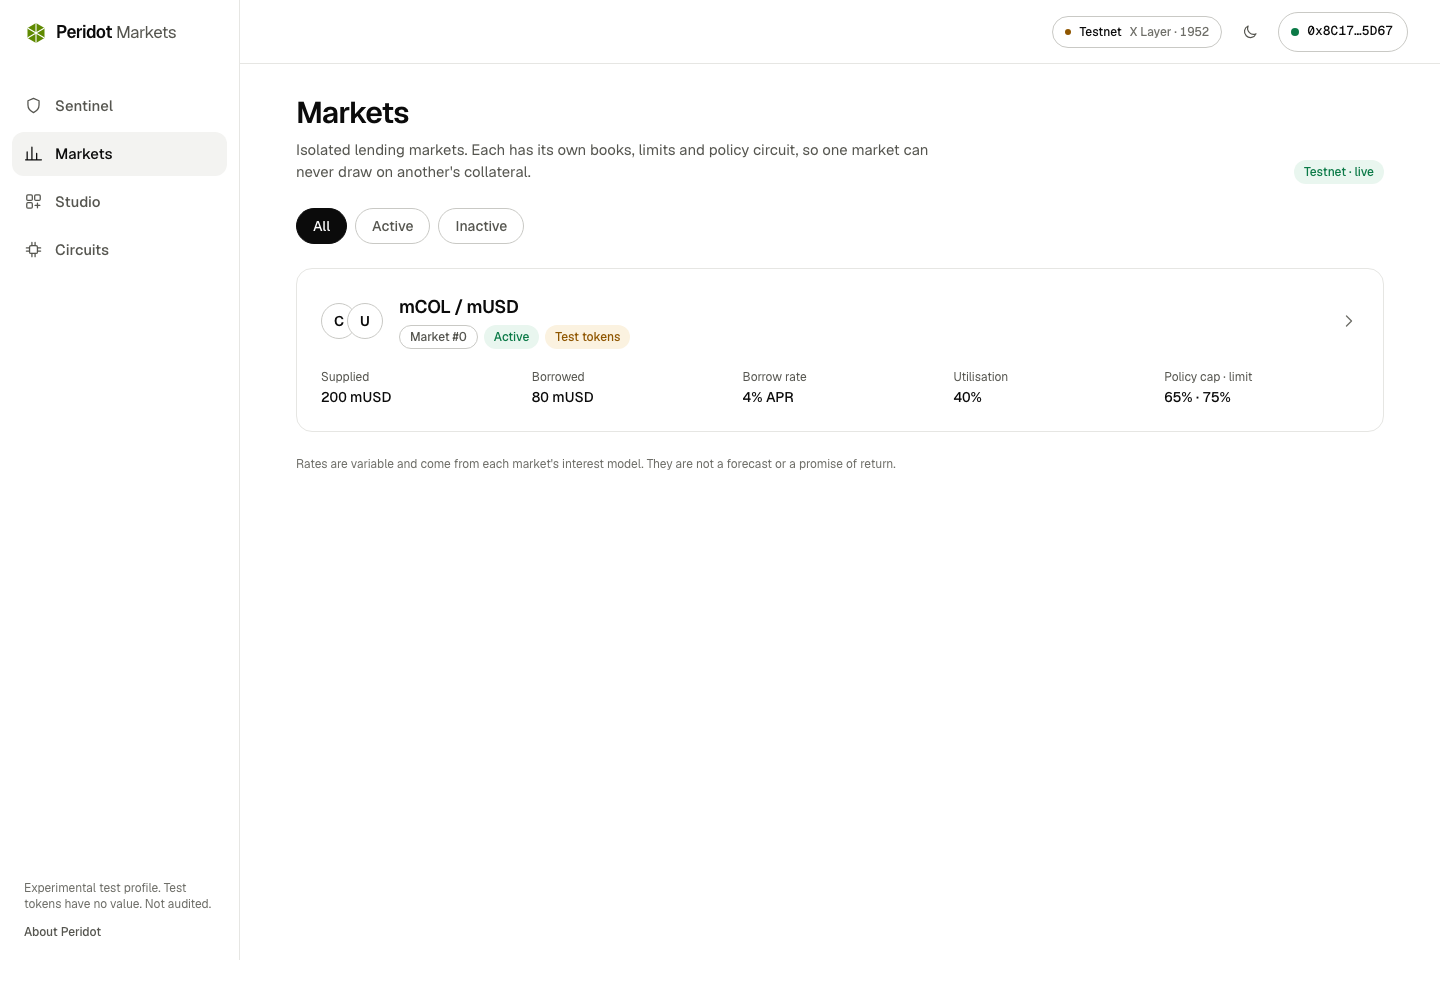 Peridot Markets
Testnet X Layer · 1952
0x8C17…5D67
Sentinel
Markets
Studio
Circuits
Markets
Isolated lending markets. Each has its own books, limits and policy circuit, so one market can
never draw on another's collateral.
Testnet · live
All
Active
Inactive
C
U
mCOL / mUSD
Market #0
Active
Test tokens
Supplied
200 mUSD
Borrowed
80 mUSD
Borrow rate
4% APR
Utilisation
40%
Policy cap · limit
65% · 75%
Rates are variable and come from each market's interest model. They are not a forecast or a promise of return.
Experimental test profile. Test
tokens have no value. Not audited.
About Peridot